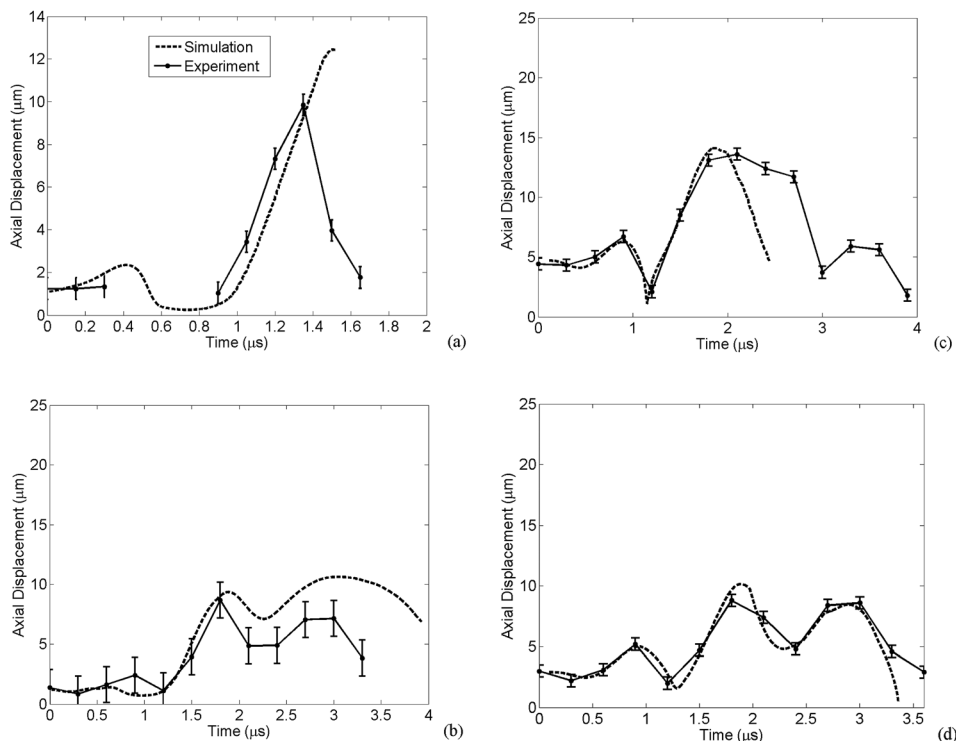 14
12
10
8
6
4
2
0
Axial Displacement (μm)
Simulation
Experiment
0 0.2 0.4 0.6 0.8 1 1.2 1.4 1.6 1.8 2
Time (μs)
(a)
25
20
15
10
5
0
Axial Displacement (μm)
0 1 2 3 4
Time (μs)
(c)
25
20
15
10
5
0
Axial Displacement (μm)
0 0.5 1 1.5 2 2.5 3 3.5 4
Time (μs)
(b)
25
20
15
10
5
0
Axial Displacement (μm)
0 0.5 1 1.5 2 2.5 3 3.5
Time (μs)
(d)